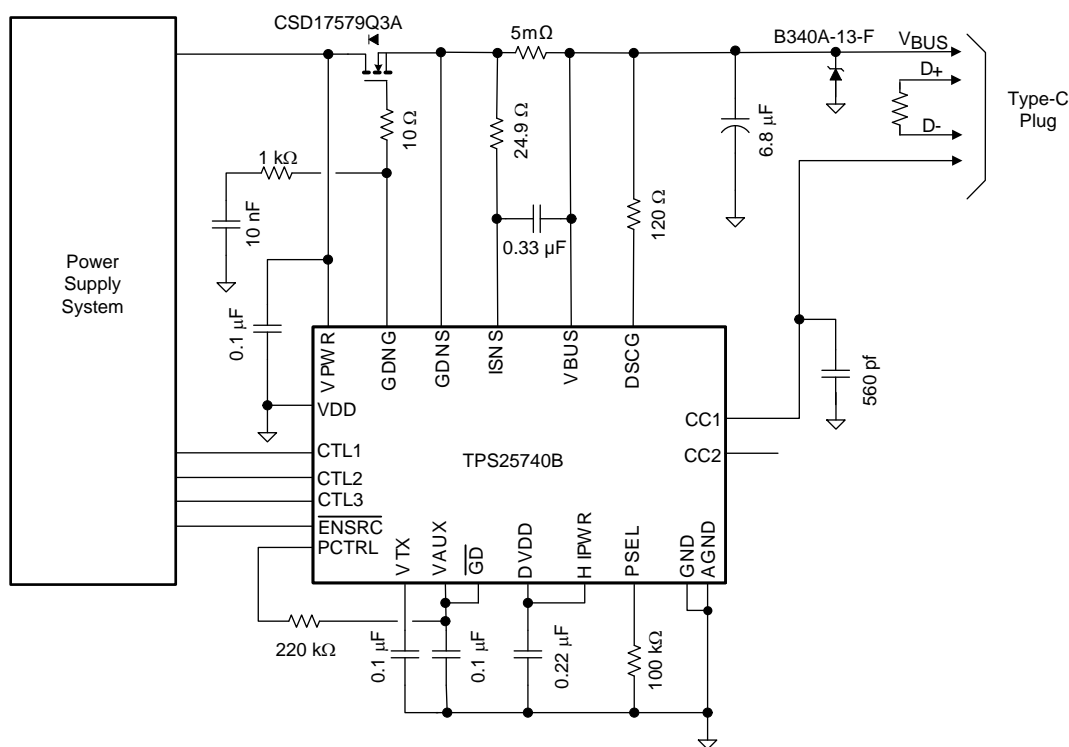 CSD17579Q3A
5mΩ
B340A-13-F
VBUS
D+
D-
Type-C
Plug
10 Ω
24.9 Ω
6.8 µF
1 kΩ
10 nF
0.33 µF
120 Ω
Power
Supply
System
0.1 µF
VPWR
GDNG
GDNS
ISNS
VBUS
DSCG
560 pf
VDD
CC1
CTL1
TPS25740B
CC2
CTL2
CTL3
ENSRC
PCTRL
VTX
VAUX
GD
DVDD
HIPWR
PSEL
GND
AGND
220 kΩ
0.1 µF
0.1 µF
0.22 µF
100 kΩ